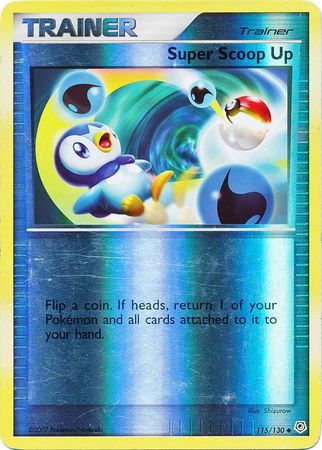 TRAINER
Trainer
Super Scoop Up
Flip a coin. If heads, return 1 of your
Pokémon and all cards attached to it to
your hand.
Illus. Shizurow
©2007 Pokémon/Nintendo
115/130